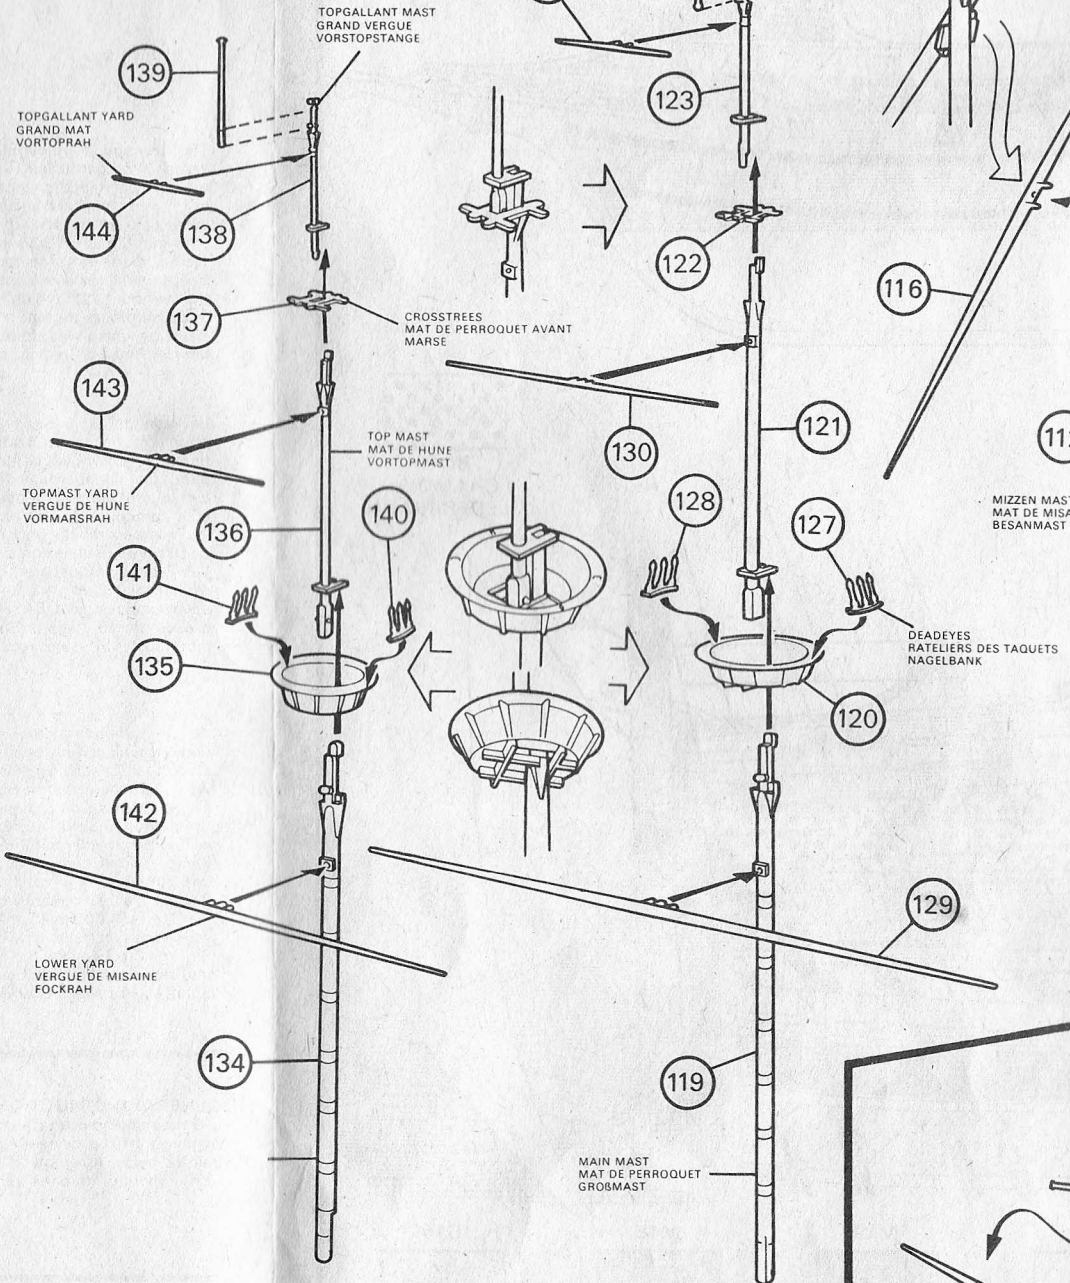 TOPGALLANT MAST
GRAND VERGUE
VORSTOPSTANGE
139
123
TOPGALLANT YARD
GRAND MAT
VORTOPRAH
144
138
122
116
137
CROSSTREES
MAT DE PERROQUET AVANT
MARSE
143
130
121
TOP MAST
MAT DE HUNE
VORTOPMAST
TOPMAST YARD
VERGUE DE HUNE
VORMARSRAH
136
140
128
127
MIZZEN MAST
MAT DE MISA
BESANMAST
141
135
DEADEYES
RATELIERS DES TAQUETS
NAGELBANK
120
142
129
LOWER YARD
VERGUE DE MISAINE
FOCKRAH
134
119
MAIN MAST
MAT DE PERROQUET
GROßMAST